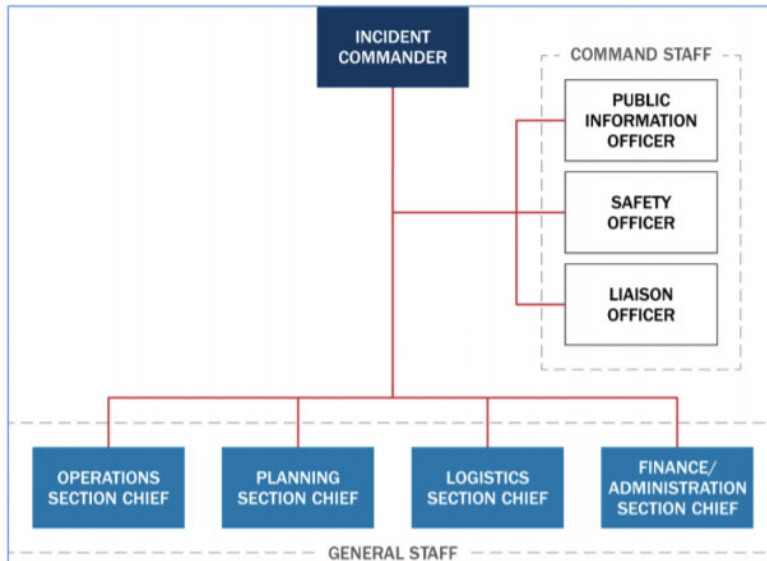 INCIDENT
COMMANDER
COMMAND STAFF
PUBLIC
INFORMATION
OFFICER
SAFETY
OFFICER
LIAISON
OFFICER
OPERATIONS
SECTION CHIEF
PLANNING
SECTION CHIEF
LOGISTICS
SECTION CHIEF
FINANCE/
ADMINISTRATION
SECTION CHIEF
GENERAL STAFF